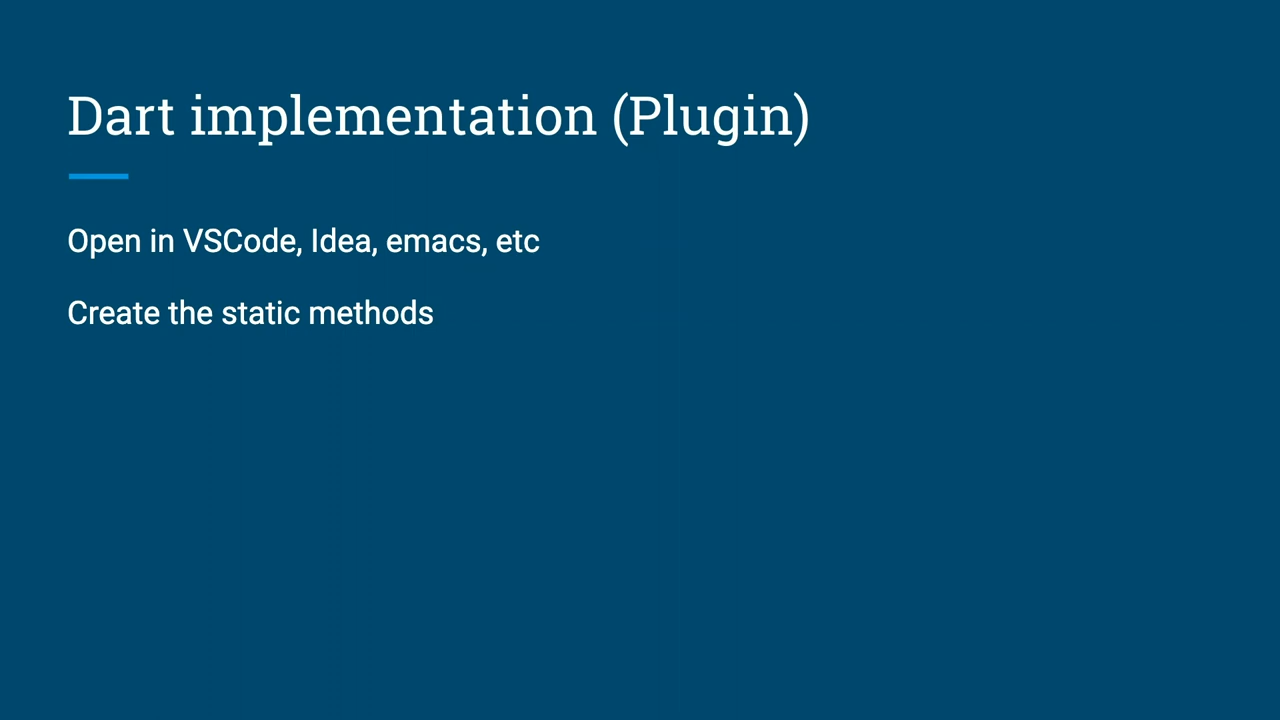 Dart implementation (Plugin)
Open in VSCode, Idea, emacs, etc
Create the static methods